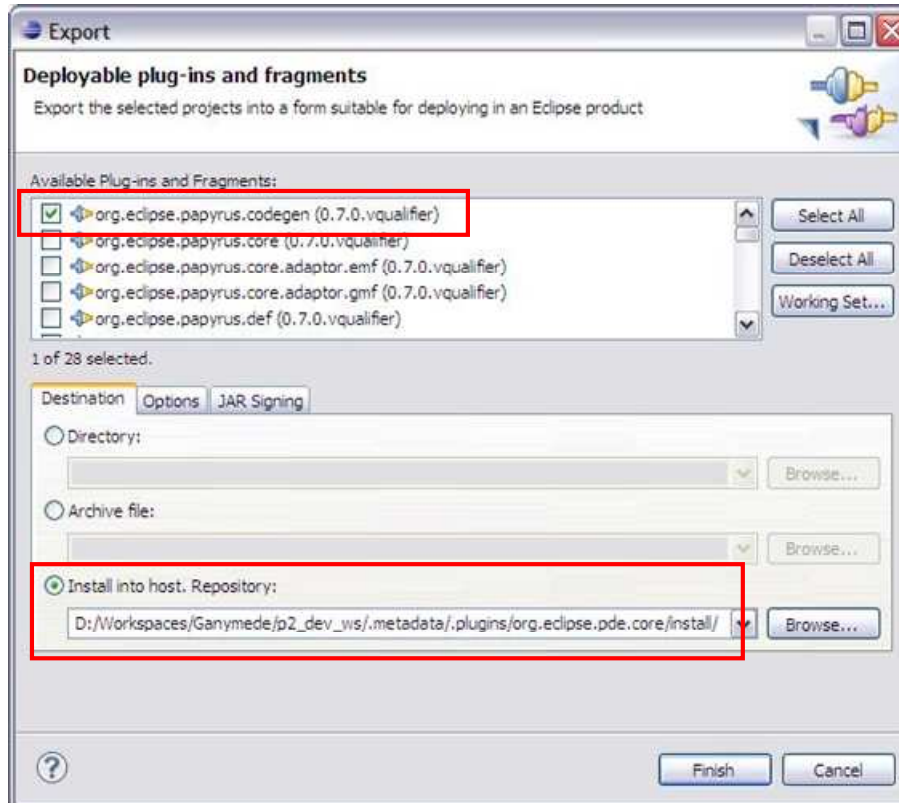 Export
Deployable plug-ins and fragments
Export the selected projects into a form suitable for deploying in an Eclipse product
Available Plug-ins and Fragments:
org.eclipse.papyrus.codegen (0.7.0.vqualifier)
Select All
org.eclipse.papyrus.core (0.7.0.vqualifier)
org.eclipse.papyrus.core.adaptor.emf (0.7.0.vqualifier)
Deselect All
org.eclipse.papyrus.core.adaptor.gmf (0.7.0.vqualifier)
Working Set...
org.eclipse.papyrus.def (0.7.0.vqualifier)
1 of 28 selected.
Destination Options JAR Signing
Directory:
Browse...
Archive file:
Browse...
Install into host. Repository:
D:/Workspaces/Ganymede/p2_dev_ws/.metadata/.plugins/org.eclipse.pde.core/install/
Browse...
?
Finish Cancel